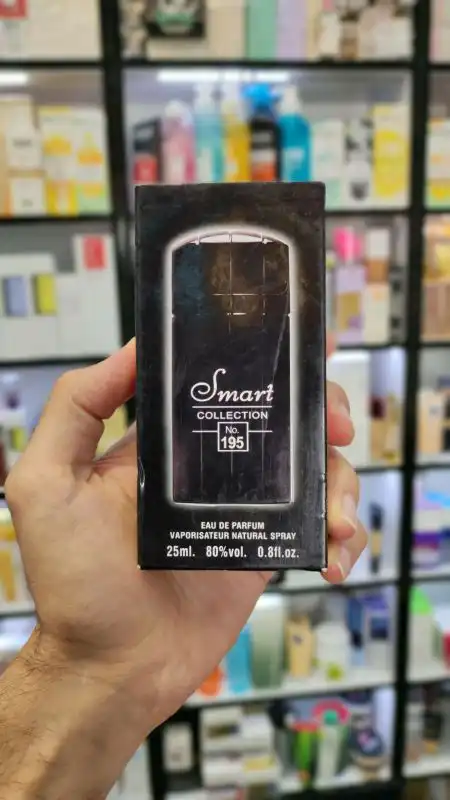 Smart
COLLECTION
No.
195
EAU DE PARFUM
VAPORISATEUR NATURAL SPRAY
25ml. 80%vol. 0.8fl.oz.